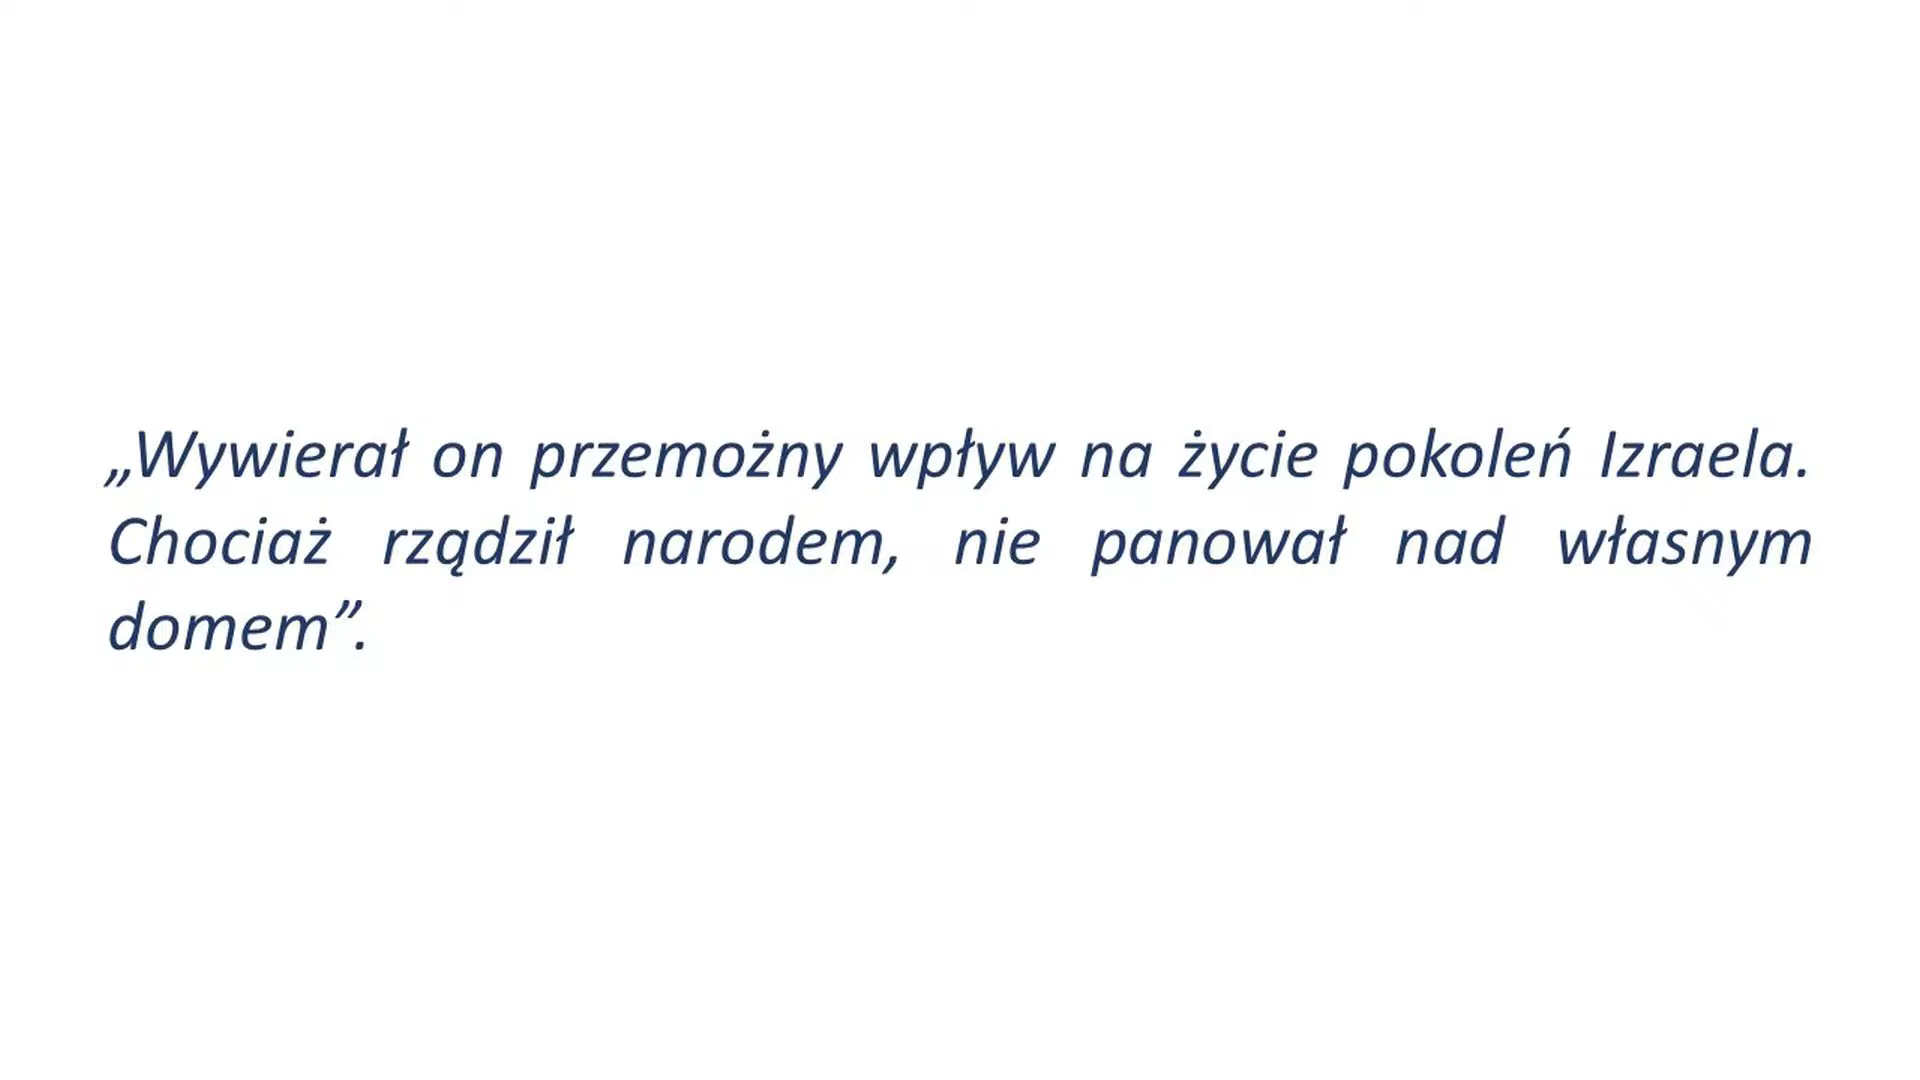 „Wywierał on przemożny wpływ na życie pokoleń Izraela.
Chociaż rządził narodem, nie panował nad własnym
domem”.